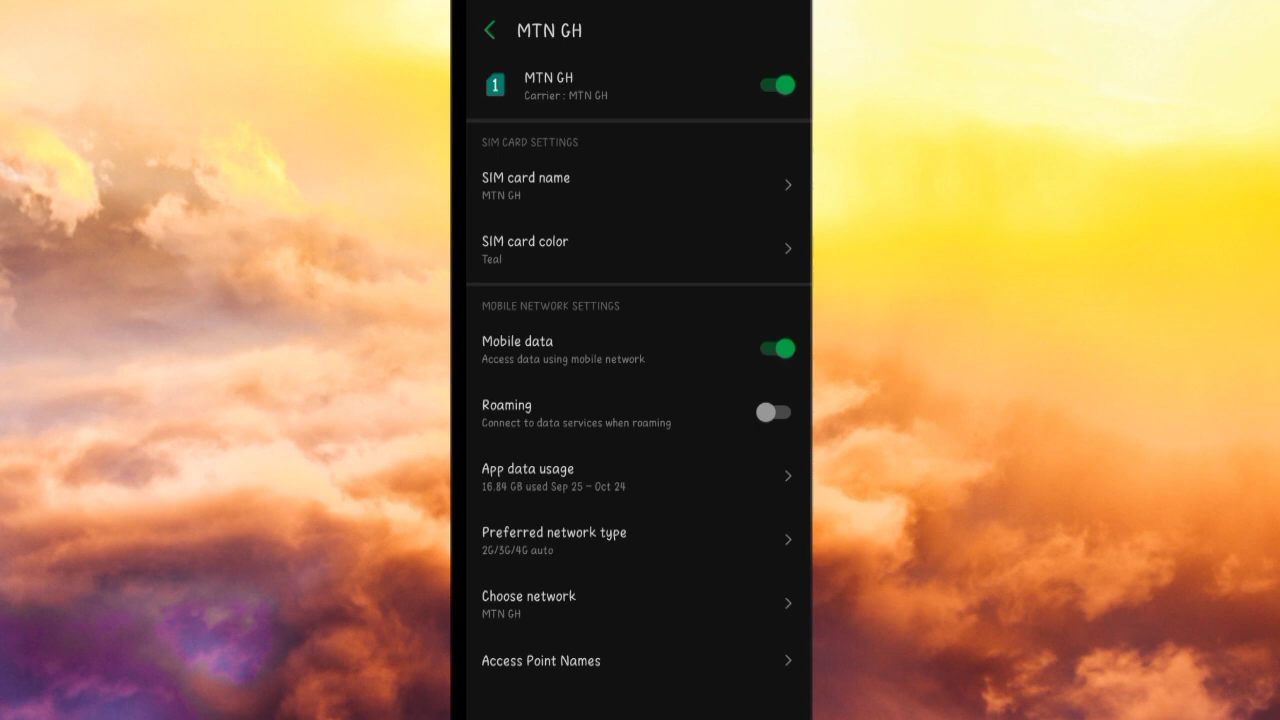 MTN GH
1
MTN GH
Carrier : MTN GH
SIM CARD SETTINGS
SIM card name
MTN GH
SIM card color
Teal
MOBILE NETWORK SETTINGS
Mobile data
Access data using mobile network
Roaming
Connect to data services when roaming
App data usage
16.84 GB used Sep 25 – Oct 24
Preferred network type
2G/3G/4G auto
Choose network
MTN GH
Access Point Names